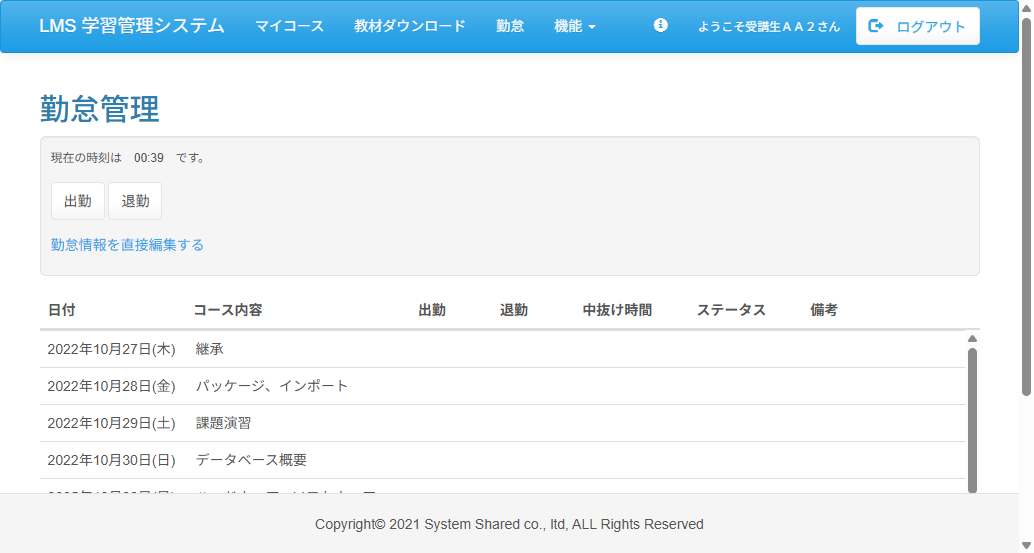 LMS 学習管理システム マイコース 教材ダウンロード 勤怠 機能 ようこそ受講生ＡＡ２さん ログアウト
勤怠管理
現在の時刻は 00:39 です。
出勤 退勤
勤怠情報を直接編集する
日付 コース内容 出勤 退勤 中抜け時間 ステータス 備考
2022年10月27日(木) 継承
2022年10月28日(金) パッケージ、インポート
2022年10月29日(土) 課題演習
2022年10月30日(日) データベース概要
Copyright© 2021 System Shared co., ltd, ALL Rights Reserved